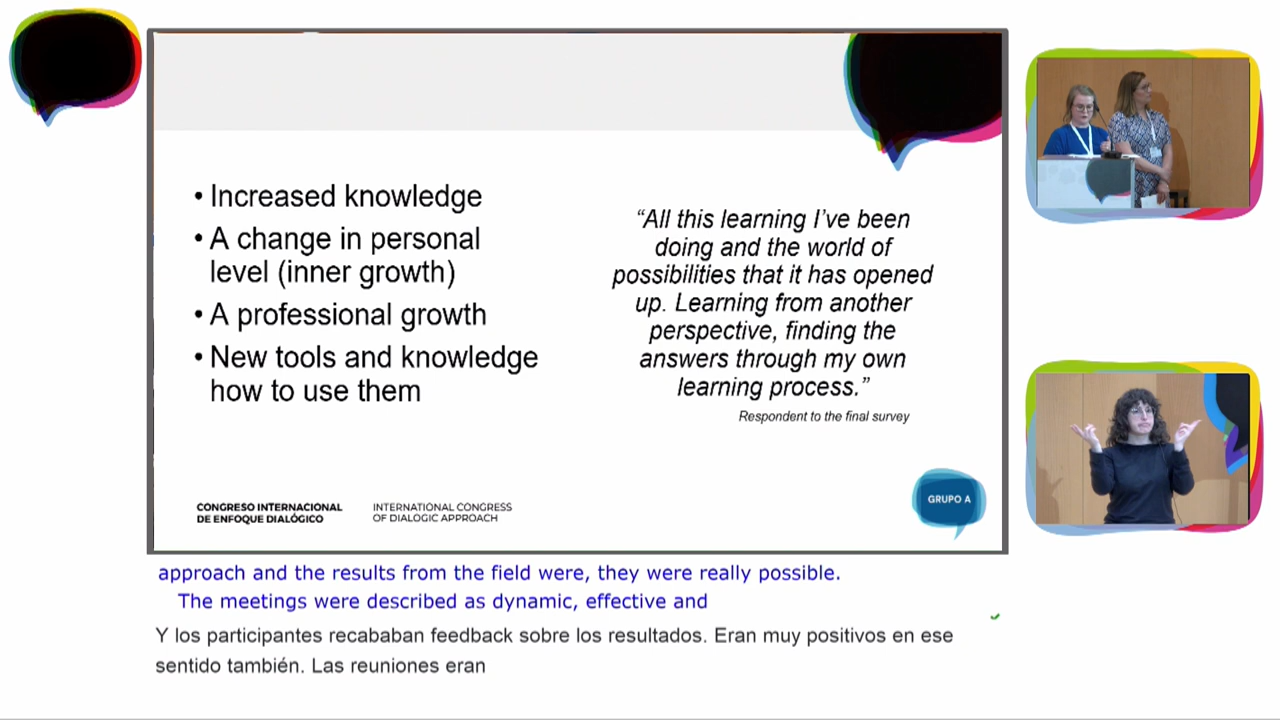 • Increased knowledge
• A change in personal
level (inner growth)
• A professional growth
• New tools and knowledge
how to use them
“All this learning I’ve been
doing and the world of
possibilities that it has opened
up. Learning from another
perspective, finding the
answers through my own
learning process.”
Respondent to the final survey
CONGRESO INTERNACIONAL
DE ENFOQUE DIALÓGICO
INTERNATIONAL CONGRESS
OF DIALOGIC APPROACH
GRUPO A
approach and the results from the field were, they were really possible.
The meetings were described as dynamic, effective and
Y los participantes recababan feedback sobre los resultados. Eran muy positivos en ese
sentido también. Las reuniones eran